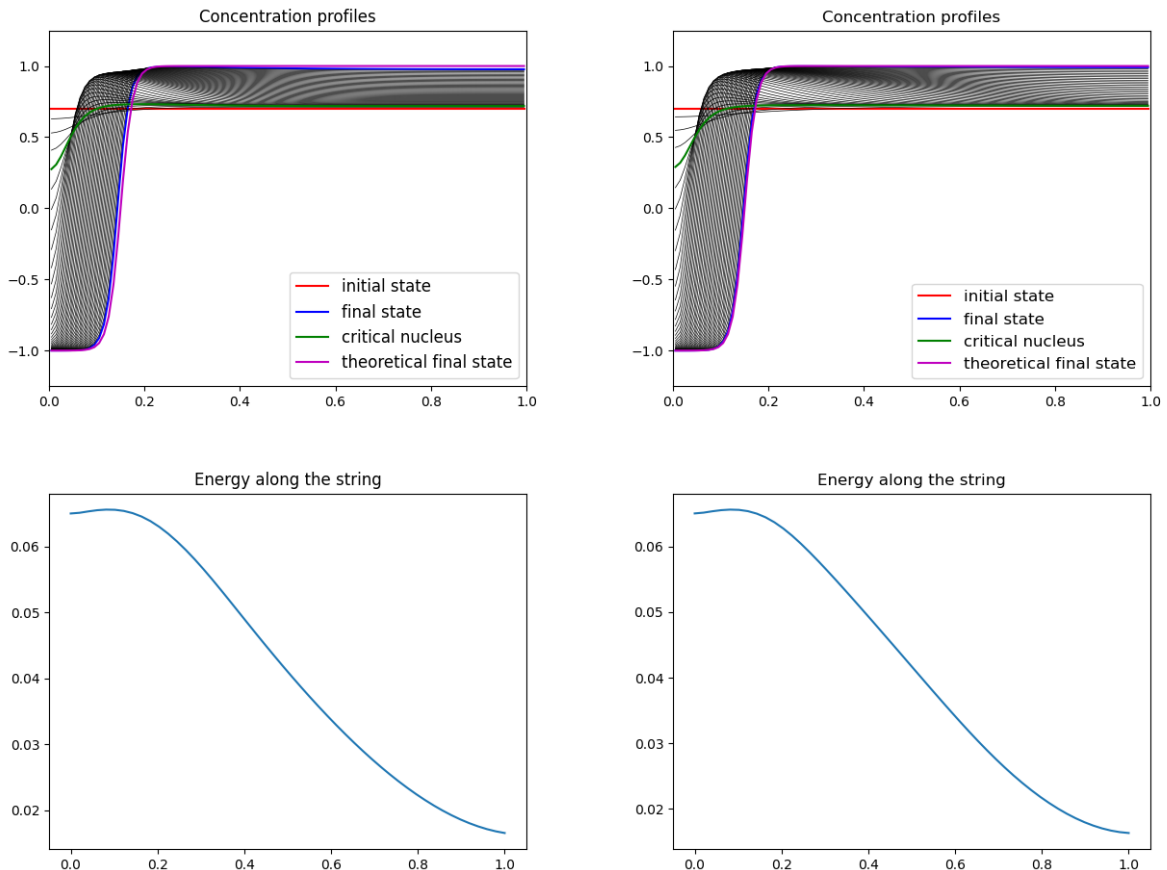 Concentration profiles
1.0
0.5
0.0
−0.5
−1.0
initial state
final state
critical nucleus
theoretical final state
0.0 0.2 0.4 0.6 0.8 1.0
Concentration profiles
1.0
0.5
0.0
−0.5
−1.0
initial state
final state
critical nucleus
theoretical final state
0.0 0.2 0.4 0.6 0.8 1.0
Energy along the string
0.06
0.05
0.04
0.03
0.02
0.0 0.2 0.4 0.6 0.8 1.0
Energy along the string
0.06
0.05
0.04
0.03
0.02
0.0 0.2 0.4 0.6 0.8 1.0